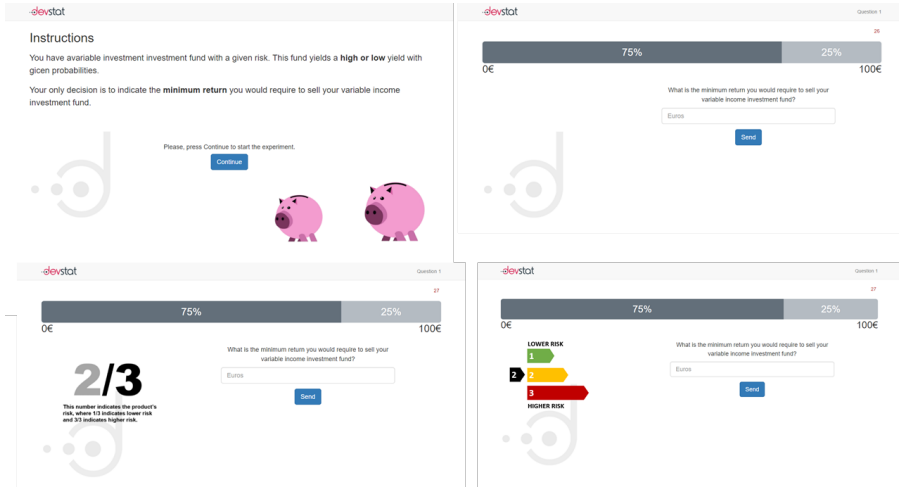 devstat
Instructions
You have avariable investment investment fund with a given risk. This fund yields a high or low yield with
gicen probabilities.
Your only decision is to indicate the minimum return you would require to sell your variable income
investment fund.
Please, press Continue to start the experiment.
Continue
devstat
Question 1
26
75%
25%
0€
100€
What is the minimum return you would require to sell your
variable income investment fund?
Euros
Send
devstat
Question 1
27
75%
25%
0€
100€
2/3
This number indicates the product's
risk, where 1/3 indicates lower risk
and 3/3 indicates higher risk.
What is the minimum return you would require to sell your
variable income investment fund?
Euros
Send
devstat
Question 1
27
75%
25%
0€
100€
LOWER RISK
1
2
2
3
HIGHER RISK
What is the minimum return you would require to sell your
variable income investment fund?
Euros
Send